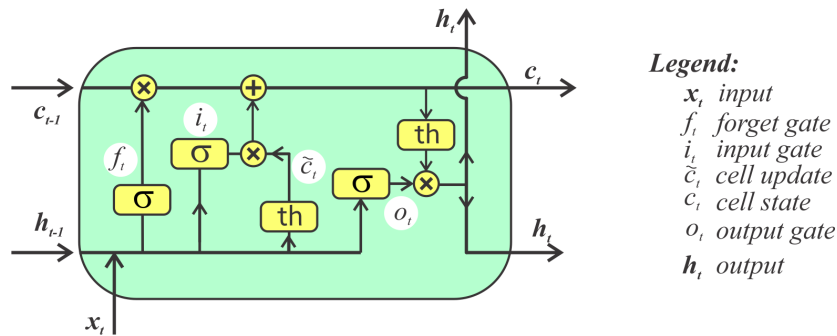 h_t
c_{t-1}
c_t
×
+
i_t
th
f_t
σ
×
c̃_t
σ
×
σ
th
o_t
h_{t-1}
h_t
x_t
Legend:
x_t input
f_t forget gate
i_t input gate
c̃_t cell update
c_t cell state
o_t output gate
h_t output